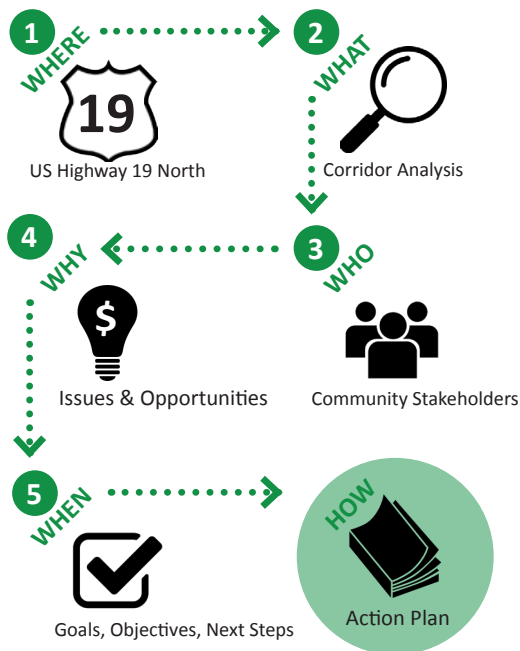 1
WHERE
19
US Highway 19 North
2
WHAT
Corridor Analysis
3
WHO
Community Stakeholders
4
WHY
$
Issues & Opportunities
5
WHEN
Goals, Objectives, Next Steps
HOW
Action Plan